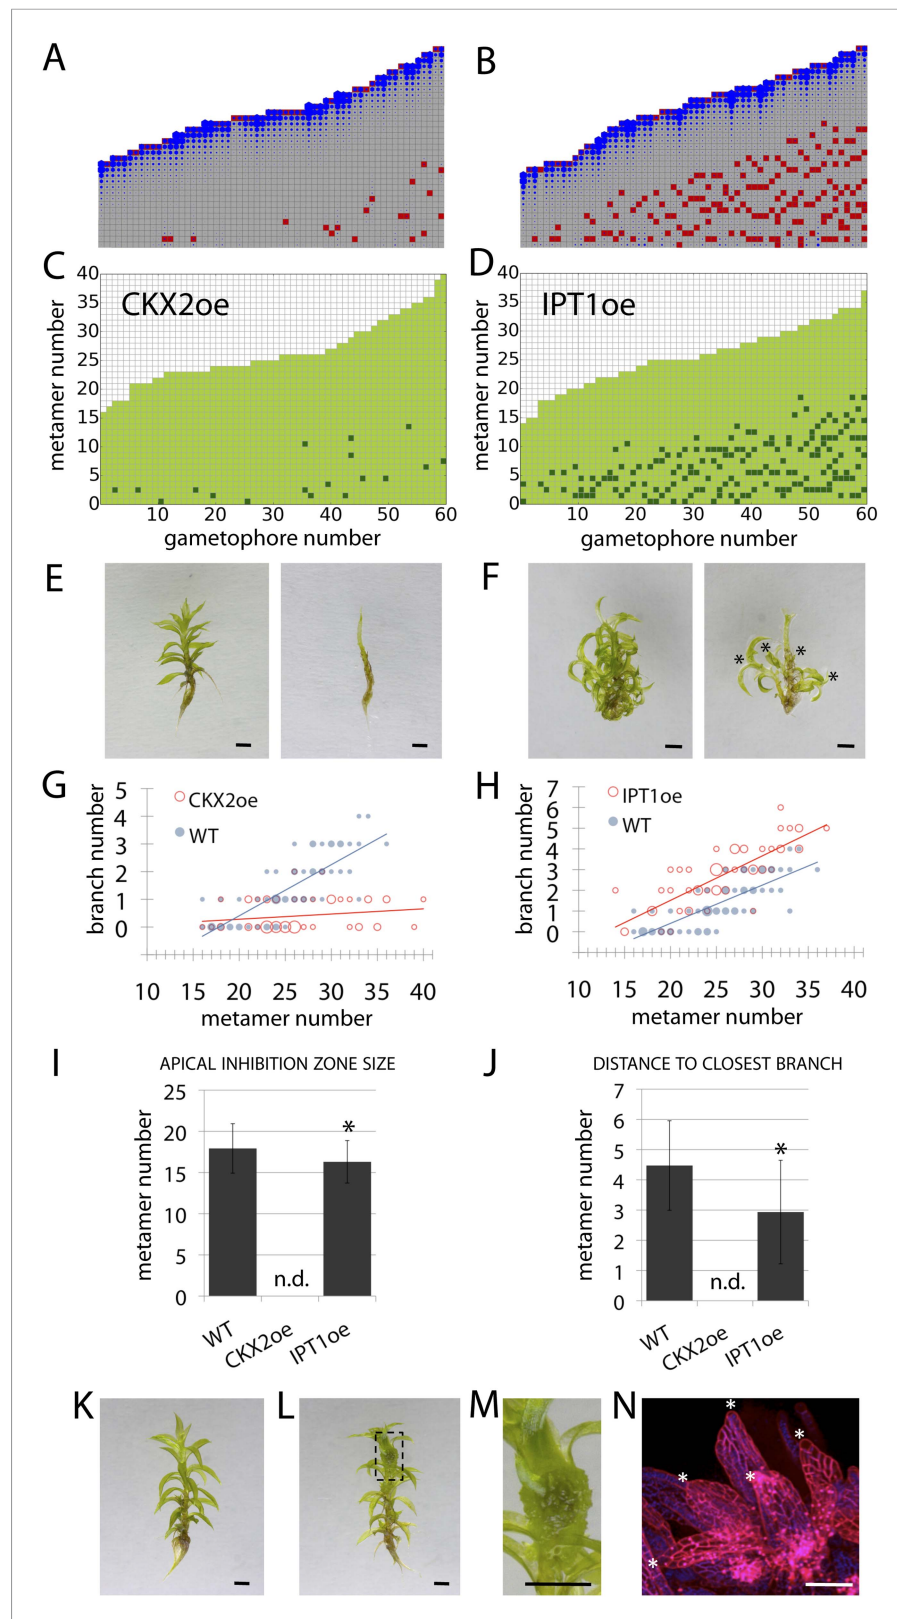 A
B
C
40
35
30
25
20
15
10
5
0
metamer number
CKX2oe
10 20 30 40 50 60
gametophore number
D
40
35
30
25
20
15
10
5
0
IPT1oe
10 20 30 40 50 60
gametophore number
E
F
* * * *
G
5
4
3
2
1
0
branch number
CKX2oe
WT
10 15 20 25 30 35 40
metamer number
H
7
6
5
4
3
2
1
0
branch number
IPT1oe
WT
10 15 20 25 30 35 40
metamer number
I
APICAL INHIBITION ZONE SIZE
25
20
15
10
5
0
metamer number
*
n.d.
WT
CKX2oe
IPT1oe
J
DISTANCE TO CLOSEST BRANCH
7
6
5
4
3
2
1
0
metamer number
*
n.d.
WT
CKX2oe
IPT1oe
K
L
M
N
* * * * * *